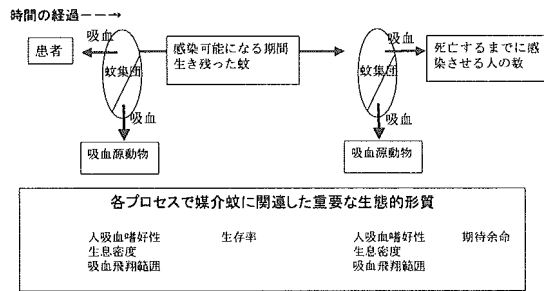 時間の経過ーー→
吸血
患者
蚊集団
感染可能になる期間
生き残った蚊
吸血
吸血源動物
吸血
蚊集団
死亡するまでに感
染させる人の数
吸血
吸血源動物
各プロセスで媒介蚊に関連した重要な生態的形質
人吸血嗜好性 生存率 人吸血嗜好性 期待余命
生息密度 生息密度
吸血飛翔範囲 吸血飛翔範囲